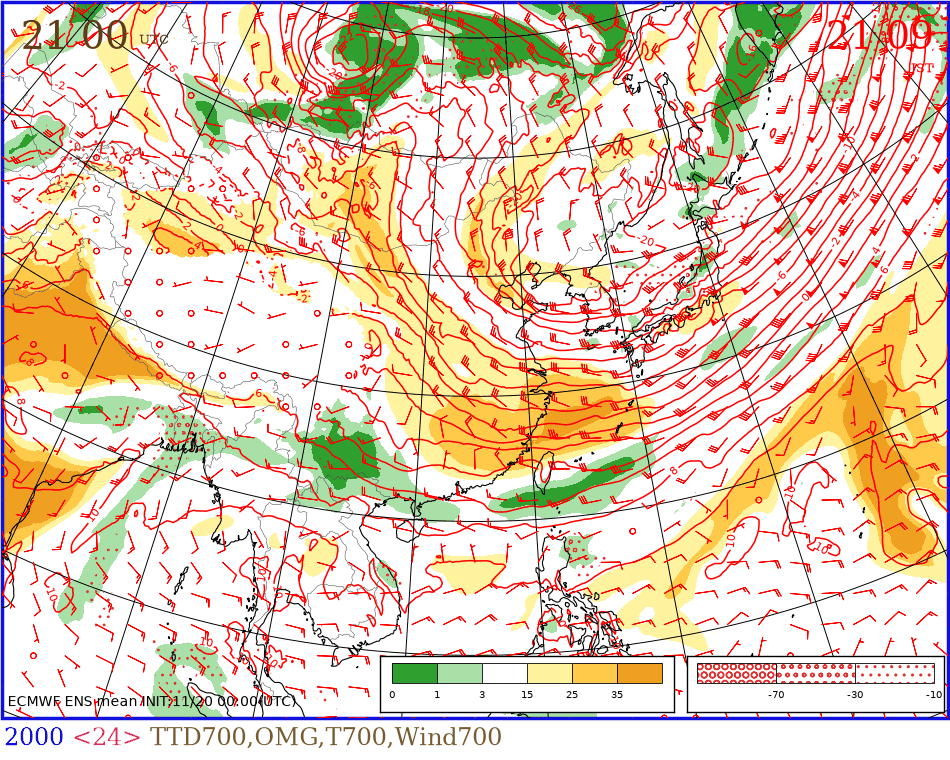 21 00 UTC
21 09 JST
0 1 3 15 25 35
-70 -30 -10
ECMWF ENS mean INIT:11/20 00:00(UTC)
2000 <24> TTD700,OMG,T700,Wind700